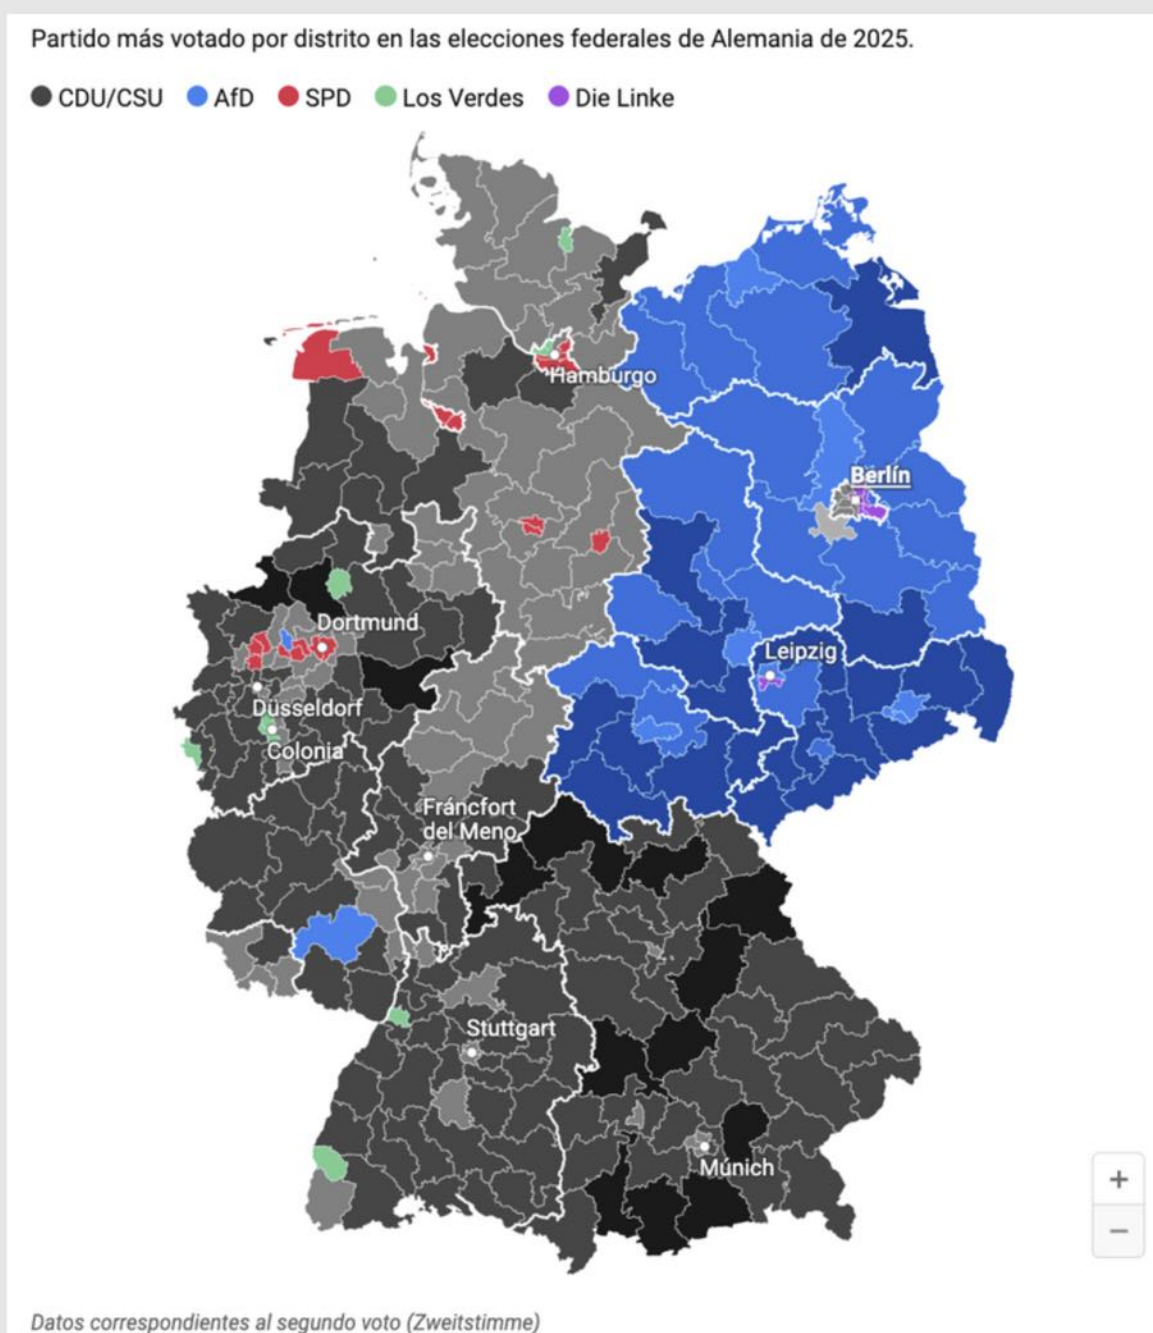 Partido más votado por distrito en las elecciones federales de Alemania de 2025.
CDU/CSU AfD SPD Los Verdes Die Linke
Hamburgo
Berlín
Dortmund
Leipzig
Düsseldorf
Colonia
Fráncfort
del Meno
Stuttgart
Múnich
+
−
Datos correspondientes al segundo voto (Zweitstimme)